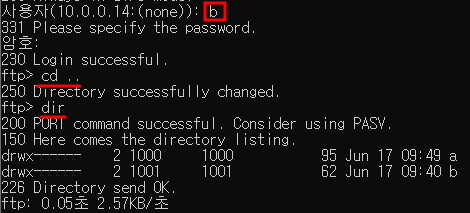 사용자(10.0.0.14:(none)): b
331 Please specify the password.
암호:
230 Login successful.
ftp> cd ..
250 Directory successfully changed.
ftp> dir
200 PORT command successful. Consider using PASV.
150 Here comes the directory listing.
drwx------    2 1000     1000           95 Jun 17 09:49 a
drwx------    2 1001     1001           62 Jun 17 09:40 b
226 Directory send OK.
ftp: 0.05초 2.57KB/초